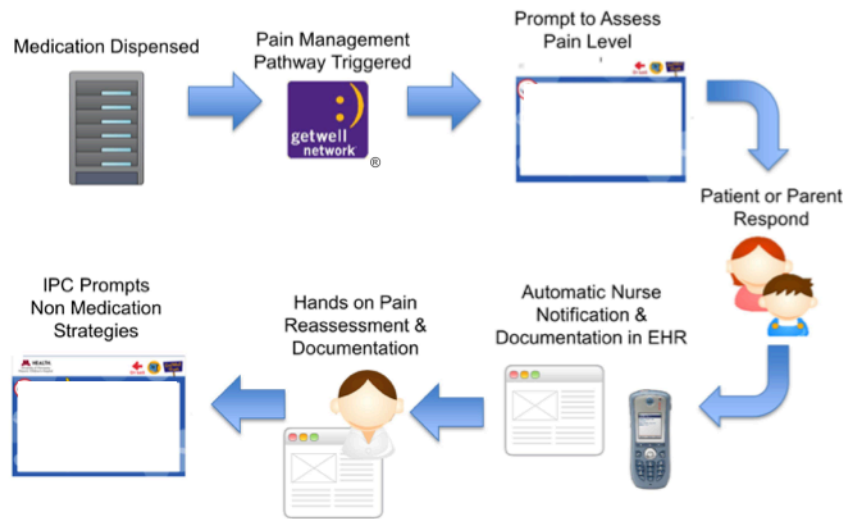 Medication Dispensed
Pain Management
Pathway Triggered
getwell
network
®
Prompt to Assess
Pain Level
Patient or Parent
Respond
Automatic Nurse
Notification &
Documentation in EHR
Hands on Pain
Reassessment &
Documentation
IPC Prompts
Non Medication
Strategies
HEALTH